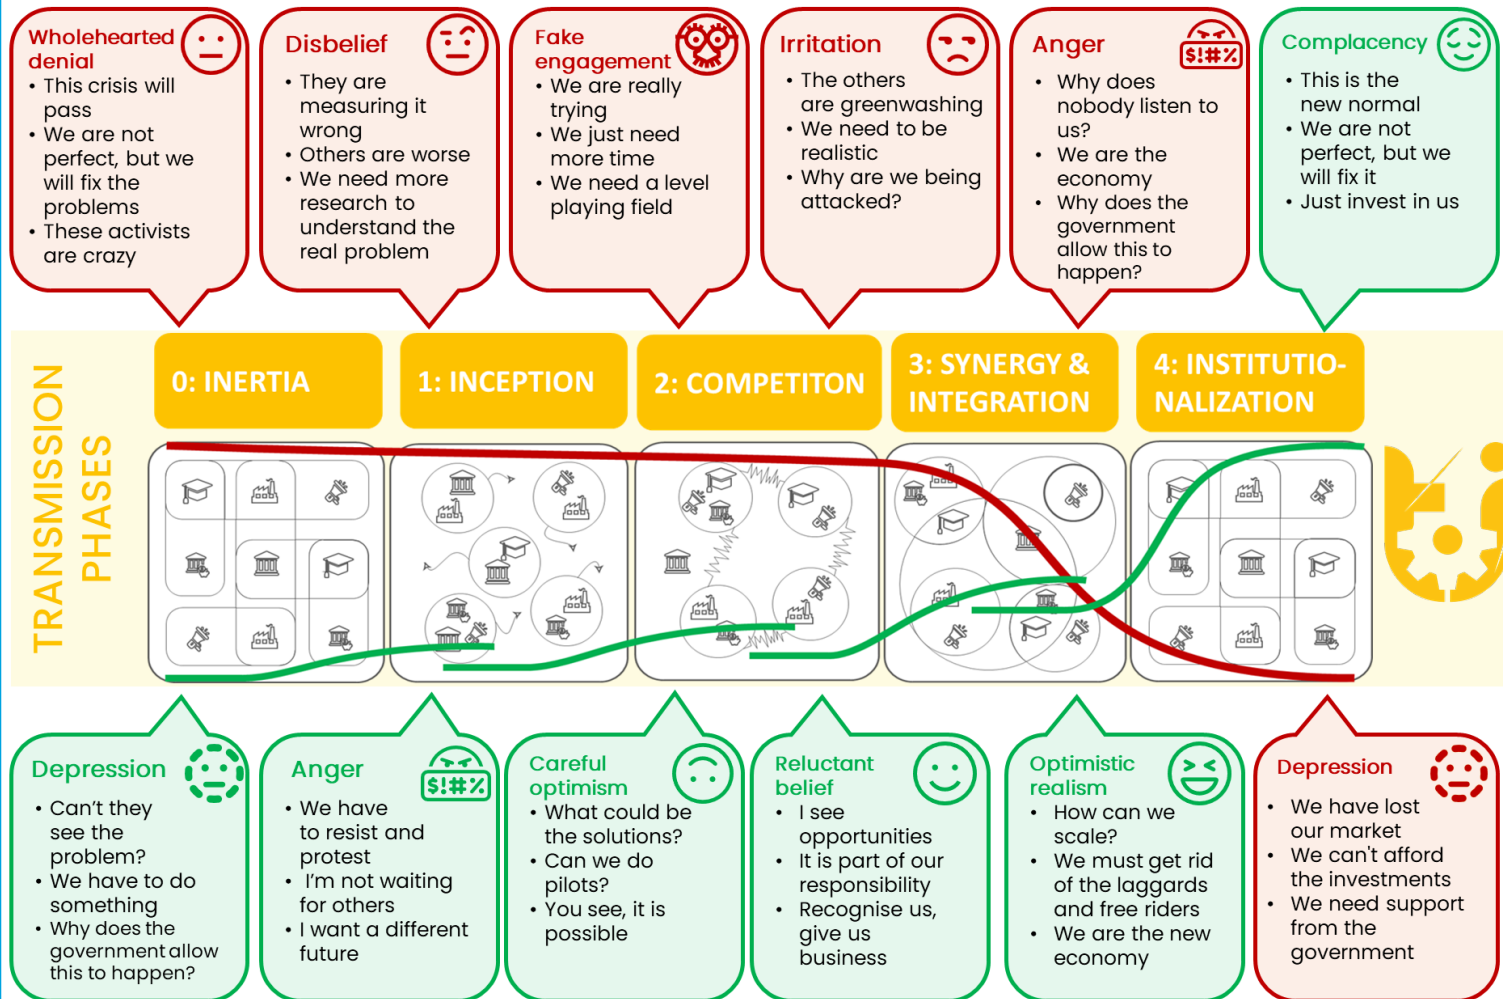 Wholehearted
denial
• This crisis will
pass
• We are not
perfect, but we
will fix the
problems
• These activists
are crazy
Disbelief
• They are
measuring it
wrong
• Others are worse
• We need more
research to
understand the
real problem
Fake
engagement
• We are really
trying
• We just need
more time
• We need a level
playing field
Irritation
• The others
are greenwashing
• We need to be
realistic
• Why are we being
attacked?
Anger
$!#%
• Why does
nobody listen to
us?
• We are the
economy
• Why does the
government
allow this to
happen?
Complacency
• This is the
new normal
• We are not
perfect, but we
will fix it
• Just invest in us
TRANSMISSION
PHASES
0: INERTIA
1: INCEPTION
2: COMPETITON
3: SYNERGY &
INTEGRATION
4: INSTITUTIO-
NALIZATION
Depression
• Can't they
see the
problem?
• We have to do
something
• Why does the
government allow
this to happen?
Anger
$!#%
• We have
to resist and
protest
• I'm not waiting
for others
• I want a different
future
Careful
optimism
• What could be
the solutions?
• Can we do
pilots?
• You see, it is
possible
Reluctant
belief
• I see
opportunities
• It is part of our
responsibility
• Recognise us,
give us
business
Optimistic
realism
• How can we
scale?
• We must get rid
of the laggards
and free riders
• We are the new
economy
Depression
• We have lost
our market
• We can't afford
the investments
• We need support
from the
government